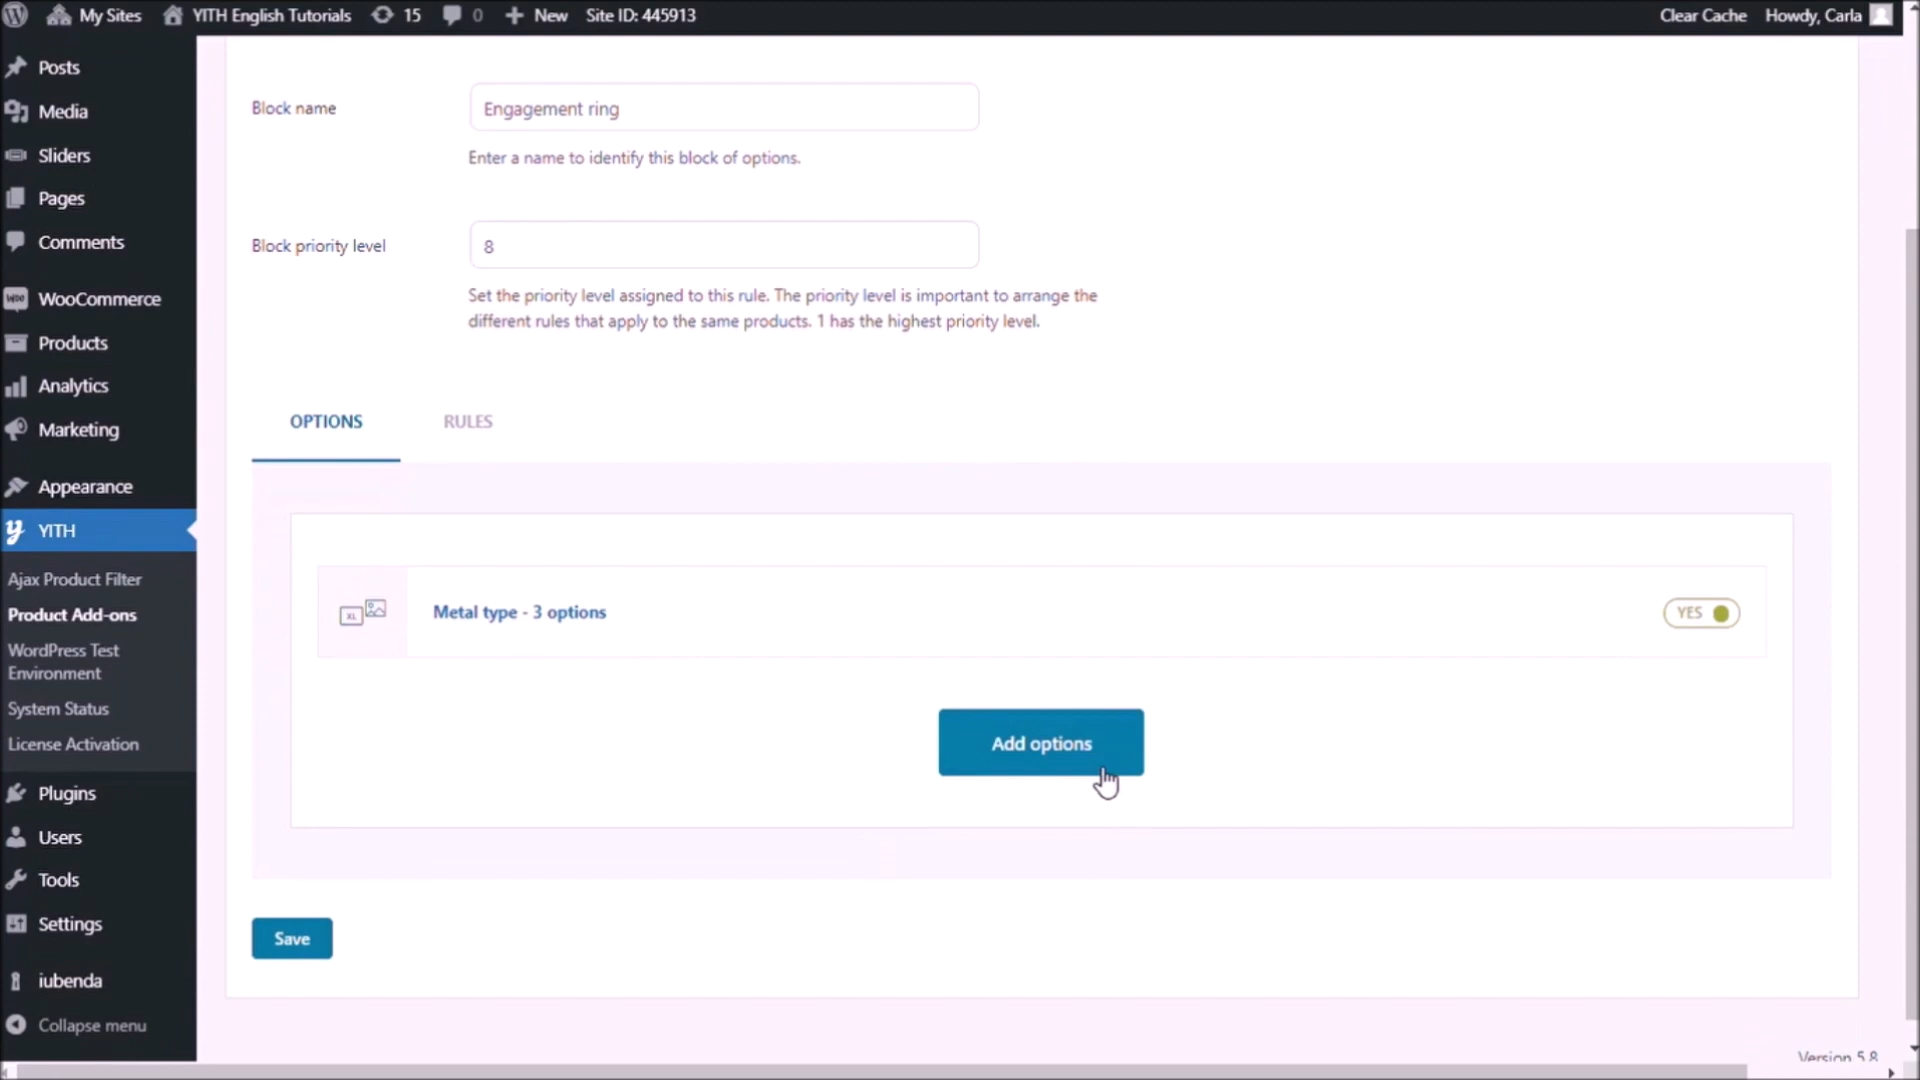 My Sites
YITH English Tutorials
15
0
New
Site ID: 445913
Clear Cache
Howdy, Carla
Posts
Media
Sliders
Pages
Comments
WooCommerce
Products
Analytics
Marketing
Appearance
YITH
Ajax Product Filter
Product Add-ons
WordPress Test
Environment
System Status
License Activation
Plugins
Users
Tools
Settings
iubenda
Collapse menu
Block name
Engagement ring
Enter a name to identify this block of options.
Block priority level
8
Set the priority level assigned to this rule. The priority level is important to arrange the
different rules that apply to the same products. 1 has the highest priority level.
OPTIONS
RULES
XL
Metal type - 3 options
YES
Add options
Save
Version 5.8